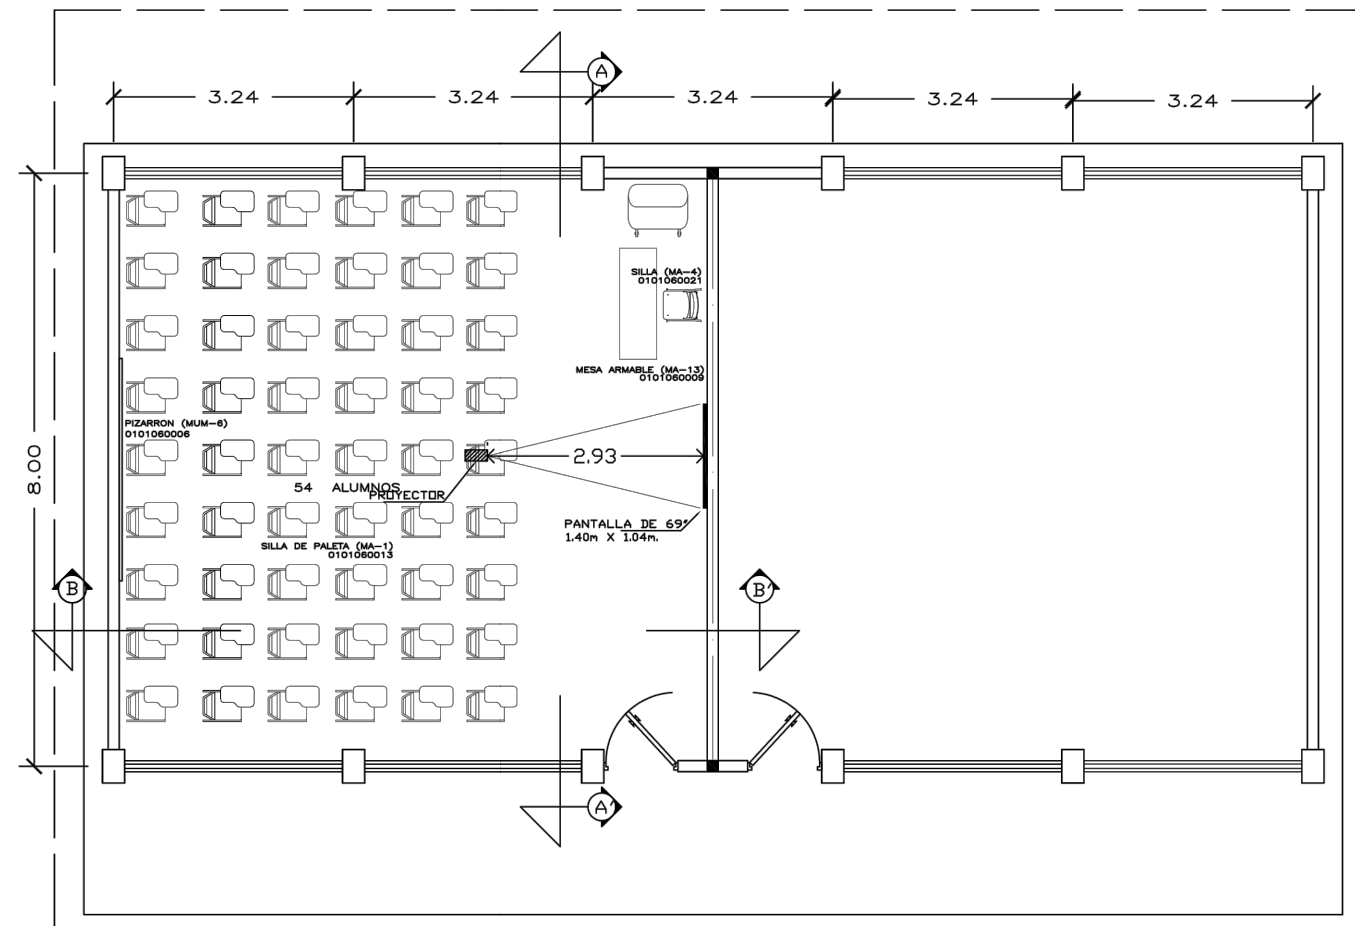 A
3.24
3.24
3.24
3.24
3.24
SILLA (MA-4)
0101060021
MESA ARMABLE (MA-13)
0101060009
PIZARRON (MUM-6)
0101060006
8.00
2.93
54 ALUMNOS
PROYECTOR
PANTALLA DE 69"
1.40m X 1.04m.
SILLA DE PALETA (MA-1)
0101060013
B
B'
A'